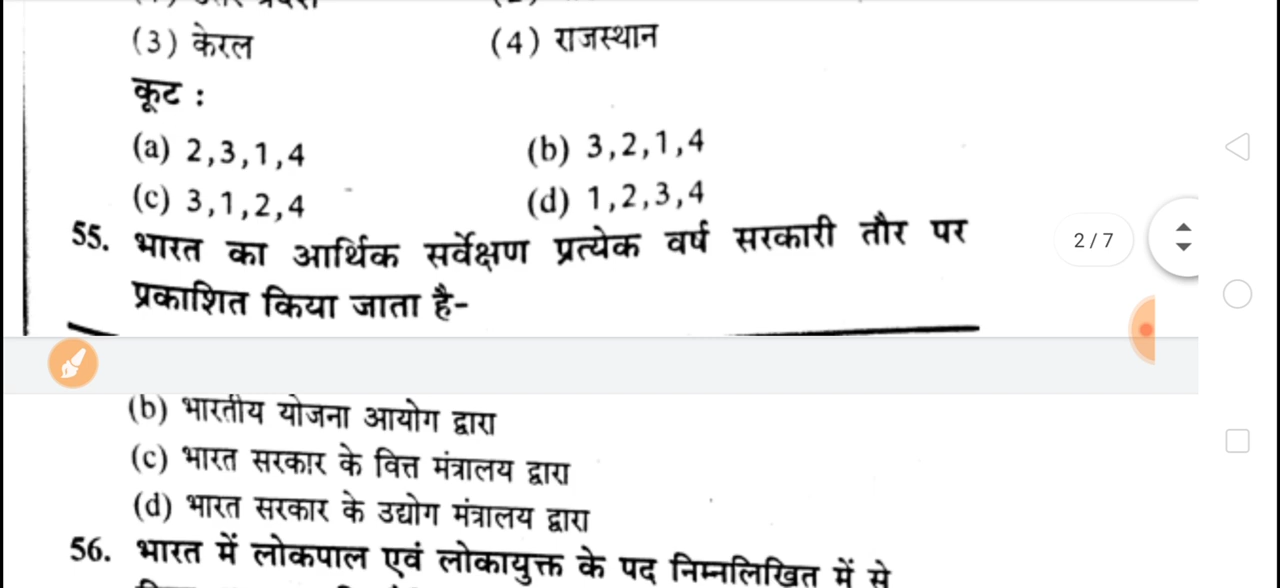 (3) केरल (4) राजस्थान
कूट :
(a) 2,3,1,4 (b) 3,2,1,4
(c) 3,1,2,4 (d) 1,2,3,4
55. भारत का आर्थिक सर्वेक्षण प्रत्येक वर्ष सरकारी तौर पर
प्रकाशित किया जाता है-
2/7
(b) भारतीय योजना आयोग द्वारा
(c) भारत सरकार के वित्त मंत्रालय द्वारा
(d) भारत सरकार के उद्योग मंत्रालय द्वारा
56. भारत में लोकपाल एवं लोकायुक्त के पद निम्नलिखित में से